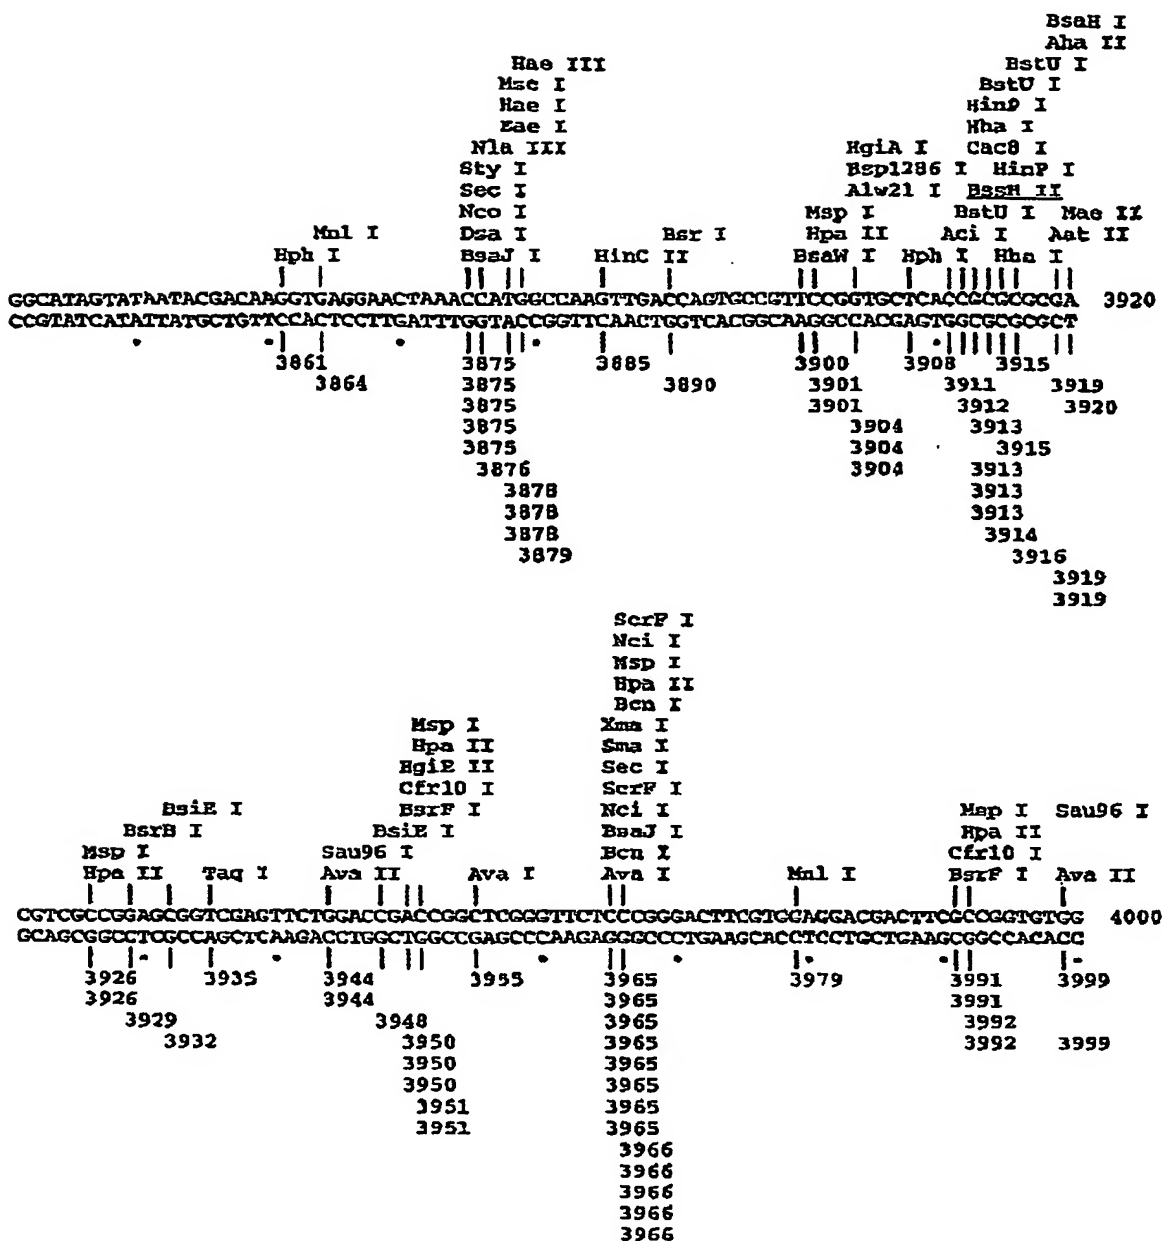 BsaH I
Aha II
Hae III BstU I
Msc I BstU I
Hae I HinP I
Eae I Hha I
Nla III HgiA I Cac8 I
Sty I Bsp1286 I HinP I
Sec I Alw21 I BssH II
Nco I Msp I BstU I Mae II
Mnl I Dsa I Bsr I Hpa II Aci I Aat II
Hph I BsaJ I HinC II BsaW I Hph I Hha I
GGCATAGTATAATACGACAAGGTGAGGAACTAAACCATGGCCAAGTTGACCAGTGCCGTTCCGGTGCTCACCGCGCGCGA 3920
CCGTATCATATTATGCTGTTCCACTCCTTGATTTGGTACCGGTTCAACTGGTCACGGCAAGGCCACGAGTGGCGCGCGCT
3861 3875 3885 3900 3908 3915
3864 3875 3890 3901 3911 3919
3875 3901 3912 3920
3875 3904 3913
3875 3904 3915
3876 3904 3913
3878 3913
3878 3913
3878 3914
3879 3916
3919
3919
ScrF I
Nci I
Msp I
Hpa II
Bcn I
Msp I Xma I
Hpa II Sma I
HgiE II Sec I
Cfr10 I ScrF I
BsiE I BsrF I Nci I Msp I Sau96 I
BsrB I BsiE I BsaJ I Hpa II
Msp I Sau96 I Bcn I Cfr10 I
Hpa II Taq I Ava II Ava I Ava I Mnl I BsrF I Ava II
CGTCGCCGGAGCGGTCGAGTTCTGGACCGACCGGCTCGGGTTCTCCCGGGACTTCGTGGAGGACGACTTCGCCGGTGTGG 4000
GCAGCGGCCTCGCCAGCTCAAGACCTGGCTGGCCGAGCCCAAGAGGGCCCTGAAGCACCTCCTGCTGAAGCGGCCACACC
3926 3935 3944 3955 3965 3979 3991 3999
3926 3944 3965 3991
3929 3948 3965 3992
3932 3950 3965 3992 3999
3950 3965
3950 3965
3951 3965
3951 3965
3966
3966
3966
3966
3966